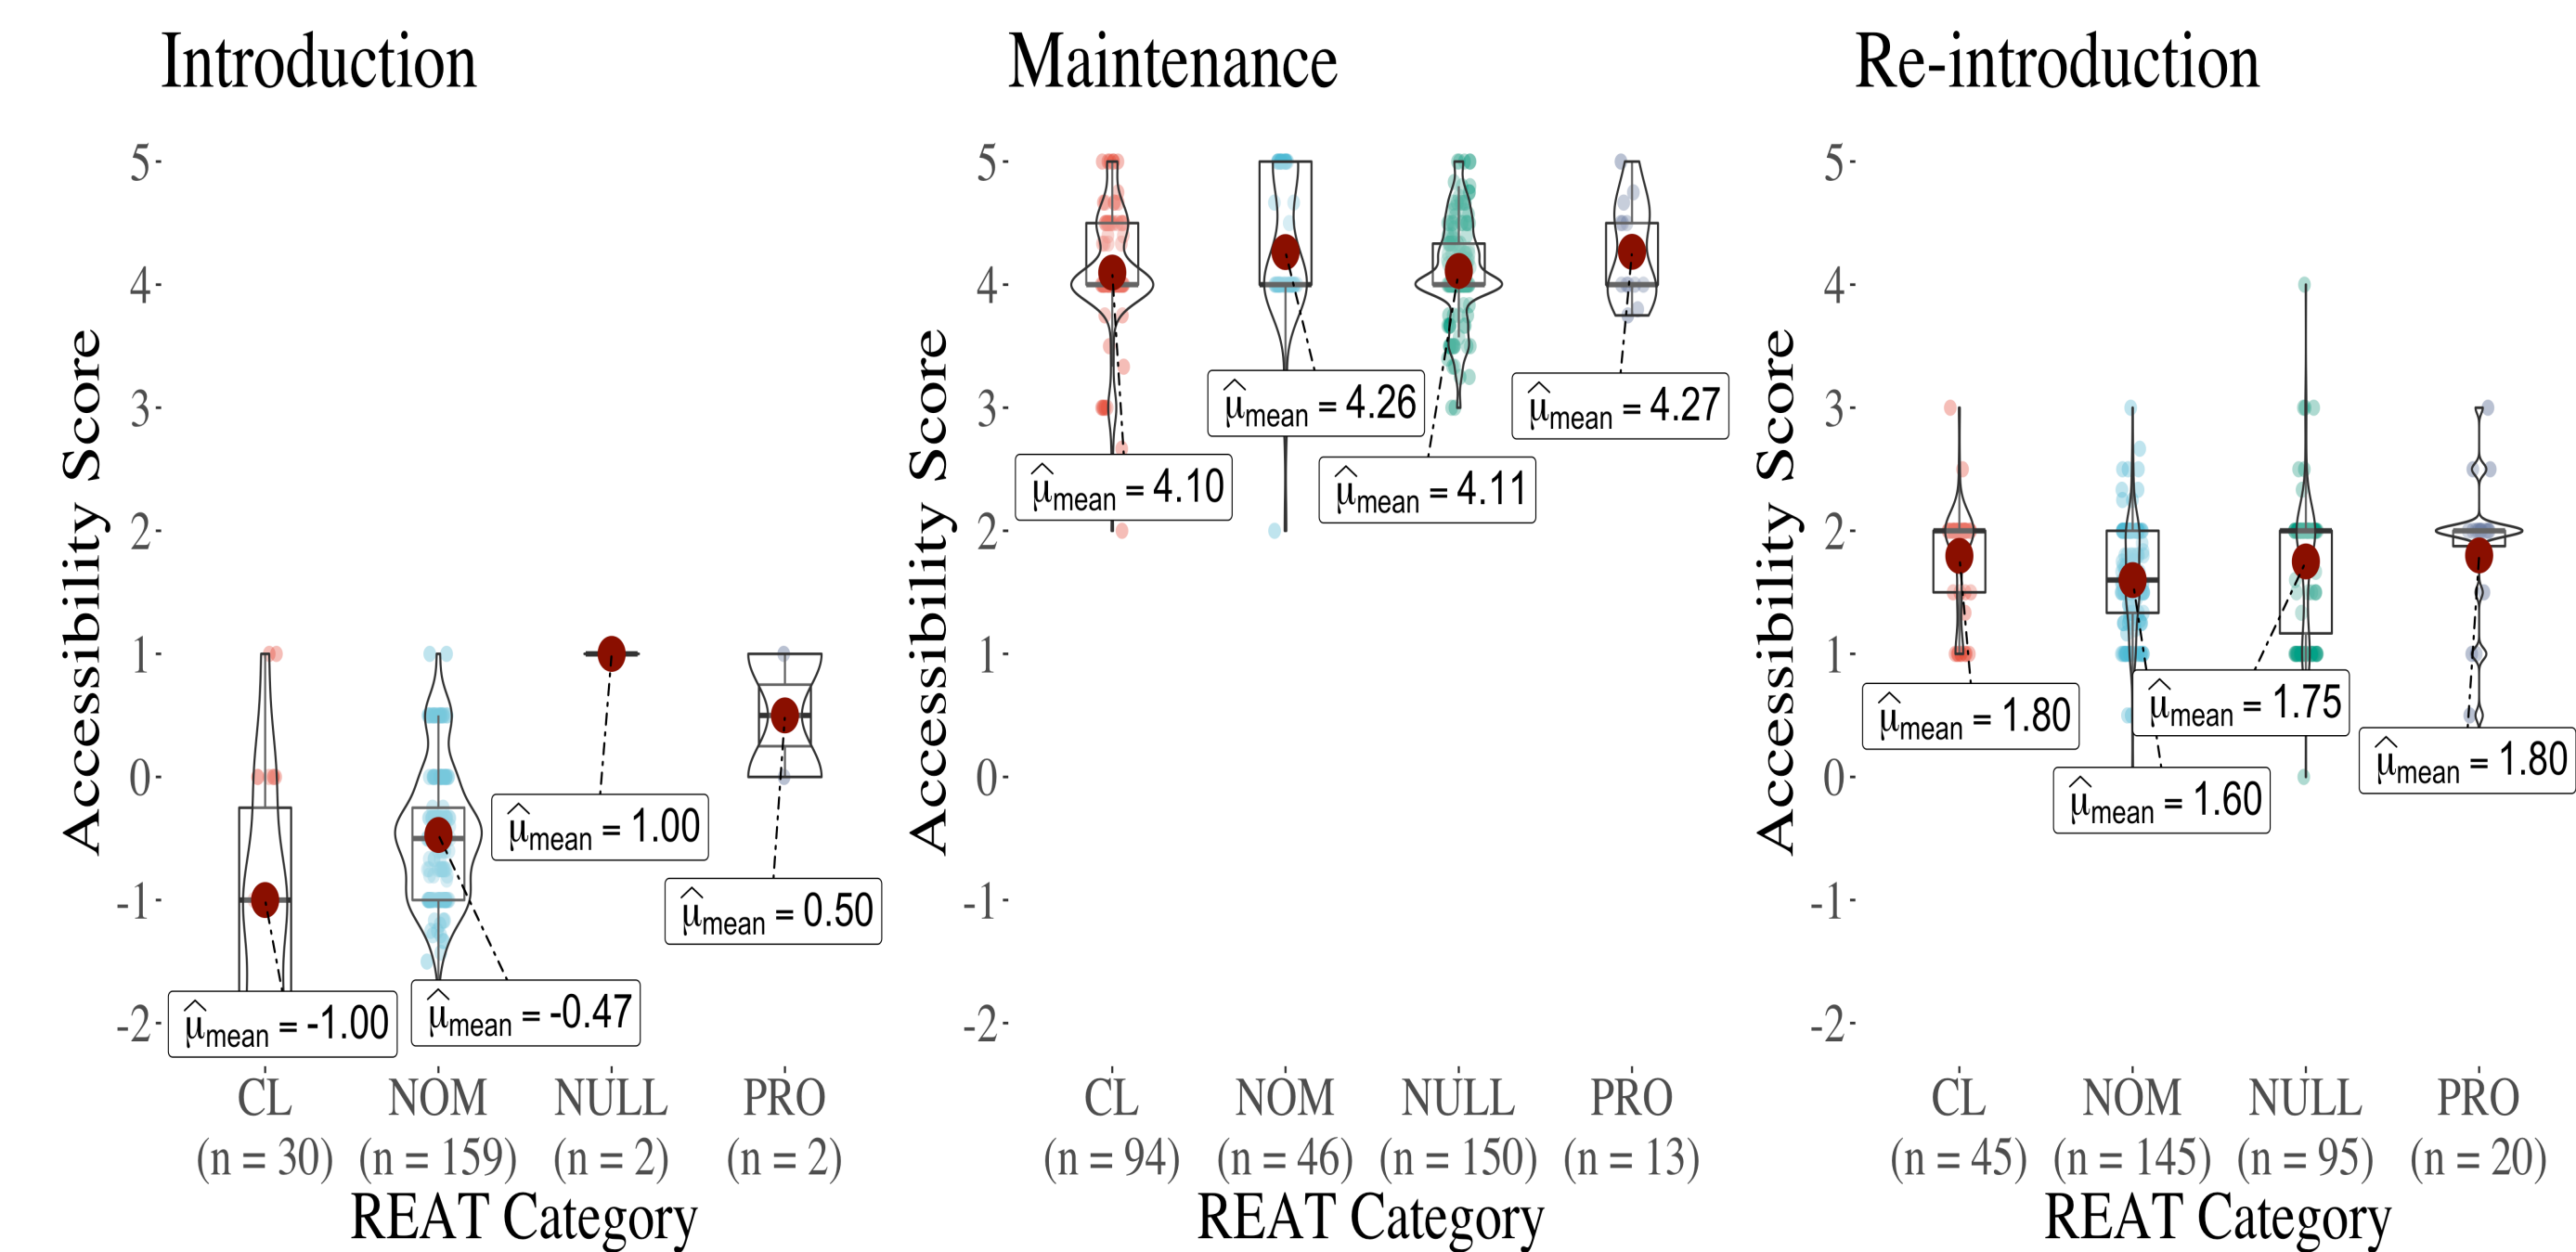 Introduction
Accessibility Score
5
4
3
2
1
0
-1
-2
μ̂mean = -1.00
μ̂mean = -0.47
μ̂mean = 1.00
μ̂mean = 0.50
CL NOM NULL PRO
(n = 30) (n = 159) (n = 2) (n = 2)
REAT Category
Maintenance
Accessibility Score
5
4
3
2
1
0
-1
-2
μ̂mean = 4.10
μ̂mean = 4.26
μ̂mean = 4.11
μ̂mean = 4.27
CL NOM NULL PRO
(n = 94) (n = 46) (n = 150) (n = 13)
REAT Category
Re-introduction
Accessibility Score
5
4
3
2
1
0
-1
-2
μ̂mean = 1.80
μ̂mean = 1.60
μ̂mean = 1.75
μ̂mean = 1.80
CL NOM NULL PRO
(n = 45) (n = 145) (n = 95) (n = 20)
REAT Category